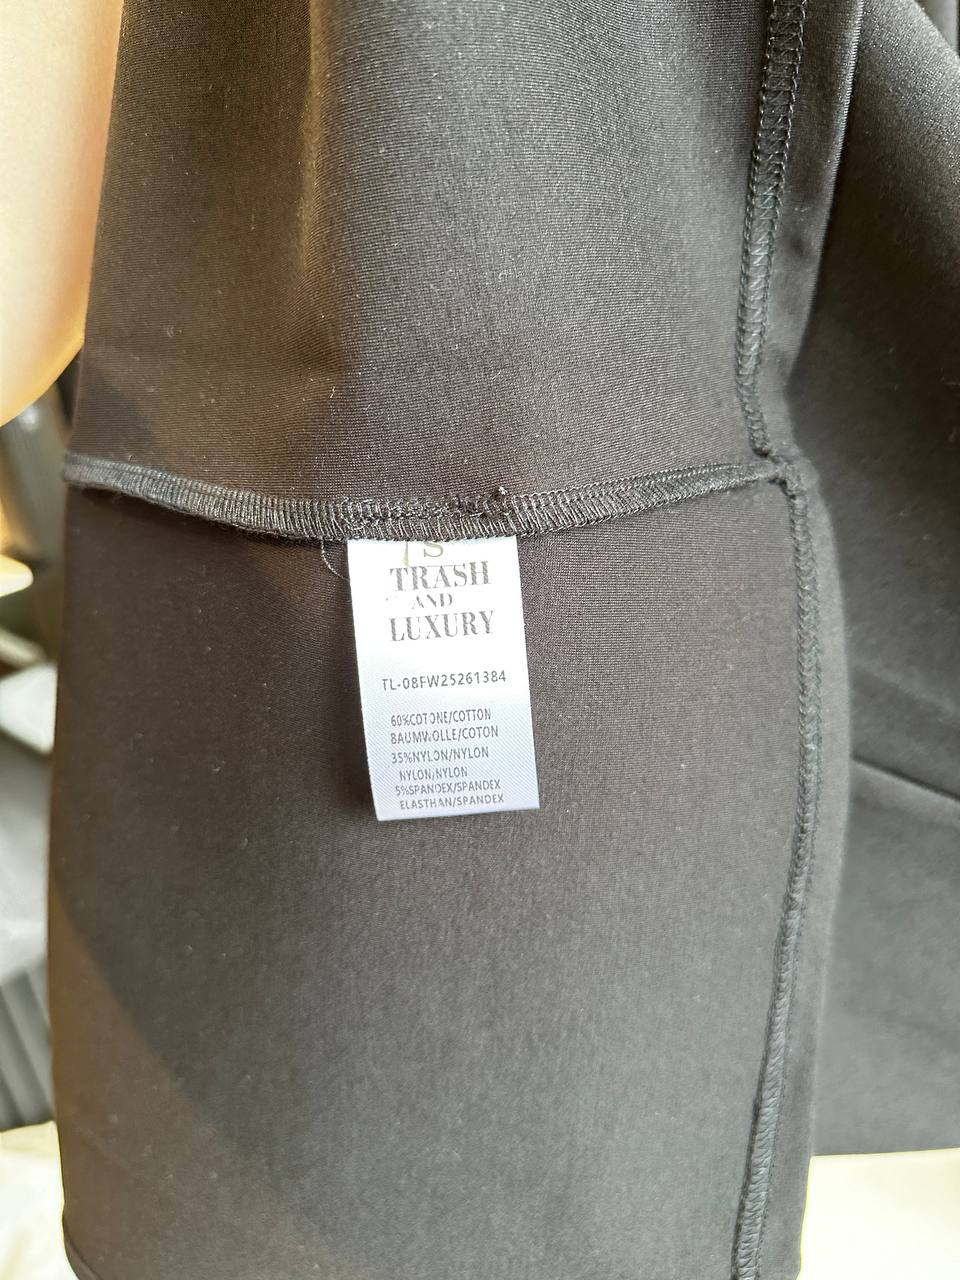 S
TRASH
AND
LUXURY
TL-08FW25261384
60%COTONE/COTTON
BAUMWOLLE/COTON
35%NYLON/NYLON
NYLON/NYLON
5%SPANDEX/SPANDEX
ELASTHAN/SPANDEX